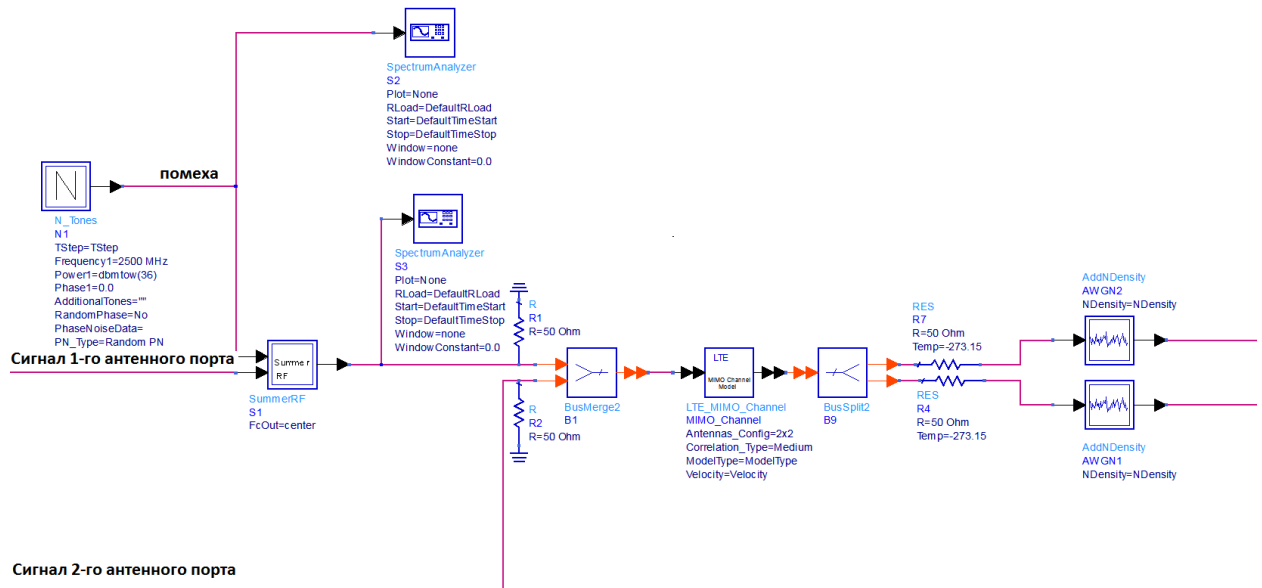 SpectrumAnalyzer
S2
Plot=None
RLoad=DefaultRLoad
Start=DefaultTimeStart
Stop=DefaultTimeStop
Window=none
WindowConstant=0.0
помеха
N
N_Tones
N1
TStep=TStep
Frequency1=2500 MHz
Power1=dbmtow(36)
Phase1=0.0
AdditionalTones=""
RandomPhase=No
PhaseNoiseData=
PN_Type=Random PN
SpectrumAnalyzer
S3
Plot=None
RLoad=DefaultRLoad
Start=DefaultTimeStart
Stop=DefaultTimeStop
Window=none
WindowConstant=0.0
Сигнал 1-го антенного порта
Summer
RF
SummerRF
S1
FcOut=center
R
R1
R=50 Ohm
R
R2
R=50 Ohm
BusMerge2
B1
LTE
MIMO Channel
Model
LTE_MIMO_Channel
MIMO_Channel
Antennas_Config=2x2
Correlation_Type=Medium
ModelType=ModelType
Velocity=Velocity
BusSplit2
B9
RES
R7
R=50 Ohm
Temp=-273.15
RES
R4
R=50 Ohm
Temp=-273.15
AddNDensity
AWGN2
NDensity=NDensity
AddNDensity
AWGN1
NDensity=NDensity
Сигнал 2-го антенного порта